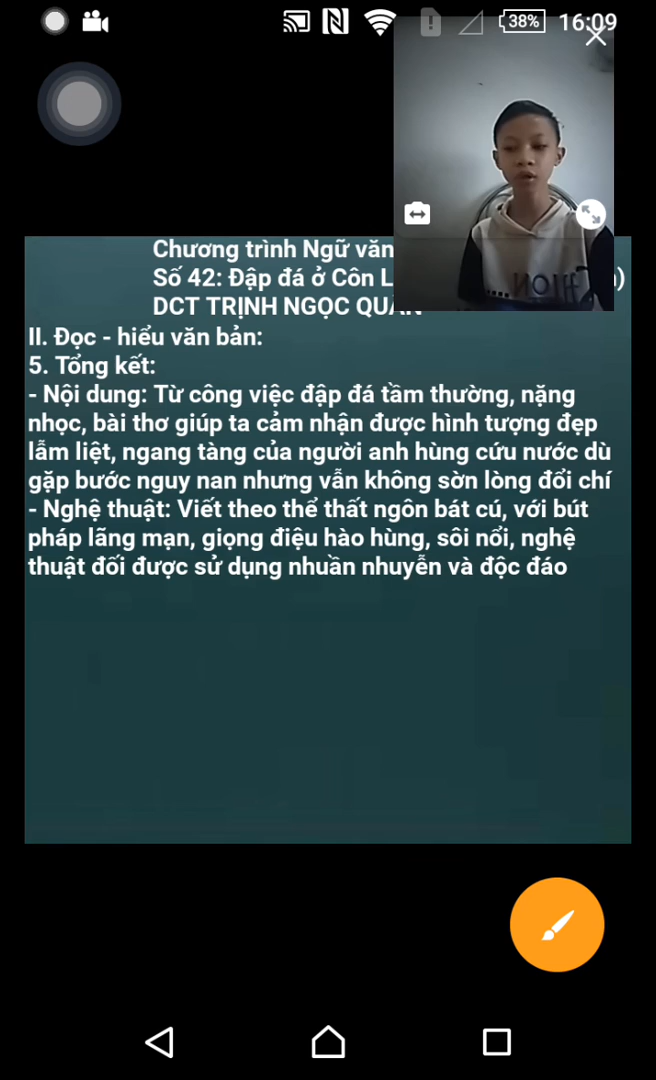 38% 16:09
Chương trình Ngữ văn
Số 42: Đập đá ở Côn
DCT TRỊNH NGỌC
II. Đọc - hiểu văn bản:
5. Tổng kết:
- Nội dung: Từ công việc đập đá tầm thường, nặng
nhọc, bài thơ giúp ta cảm nhận được hình tượng đẹp
lẫm liệt, ngang tàng của người anh hùng cứu nước dù
gặp bước nguy nan nhưng vẫn không sờn lòng đổi chí
- Nghệ thuật: Viết theo thể thất ngôn bát cú, với bút
pháp lãng mạn, giọng điệu hào hùng, sôi nổi, nghệ
thuật đối được sử dụng nhuần nhuyễn và độc đáo